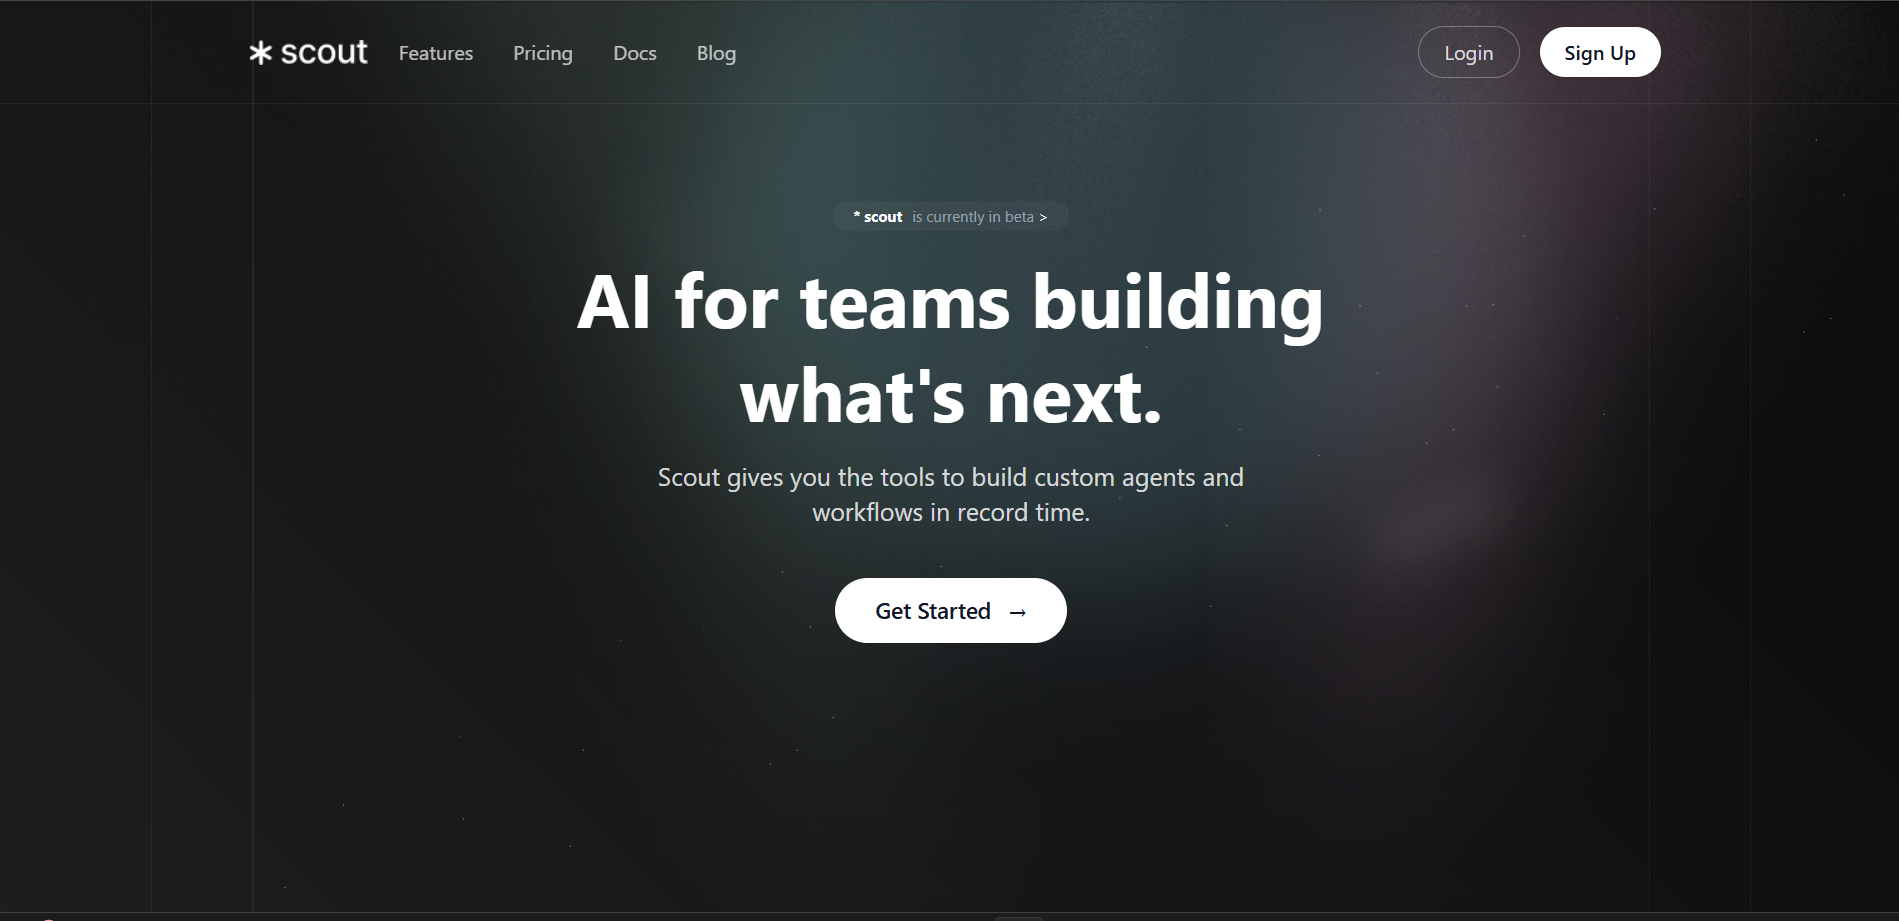 * scout Features Pricing Docs Blog Login Sign Up
* scout is currently in beta >
AI for teams building
what's next.
Scout gives you the tools to build custom agents and
workflows in record time.
Get Started →